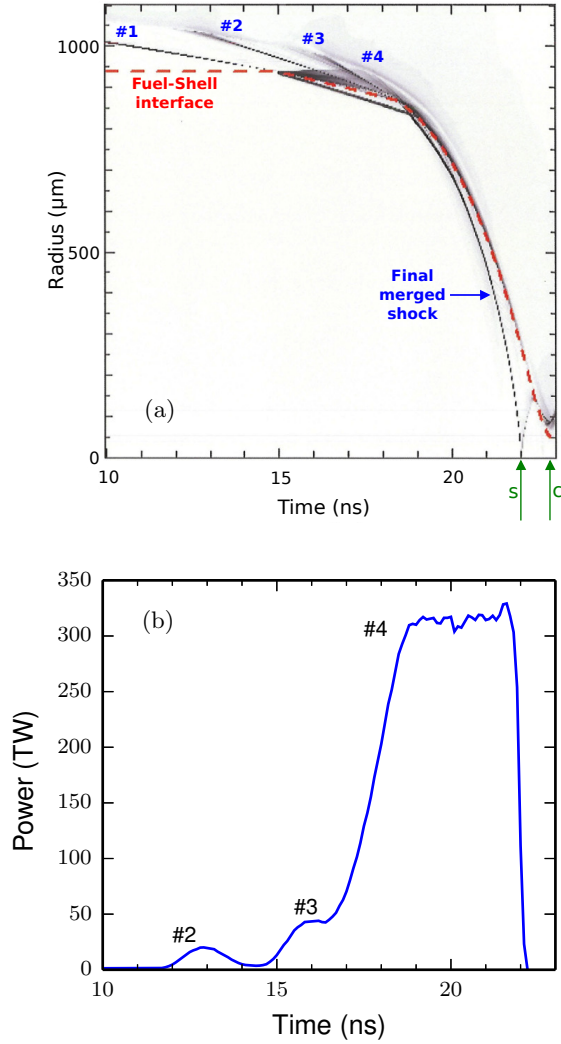 1000
500
0
Radius (μm)
#1
#2
#3
#4
Fuel-Shell
interface
Final
merged
shock
(a)
10
15
20
Time (ns)
s
c
350
300
250
200
150
100
50
0
Power (TW)
(b)
#2
#3
#4
10
15
20
Time (ns)